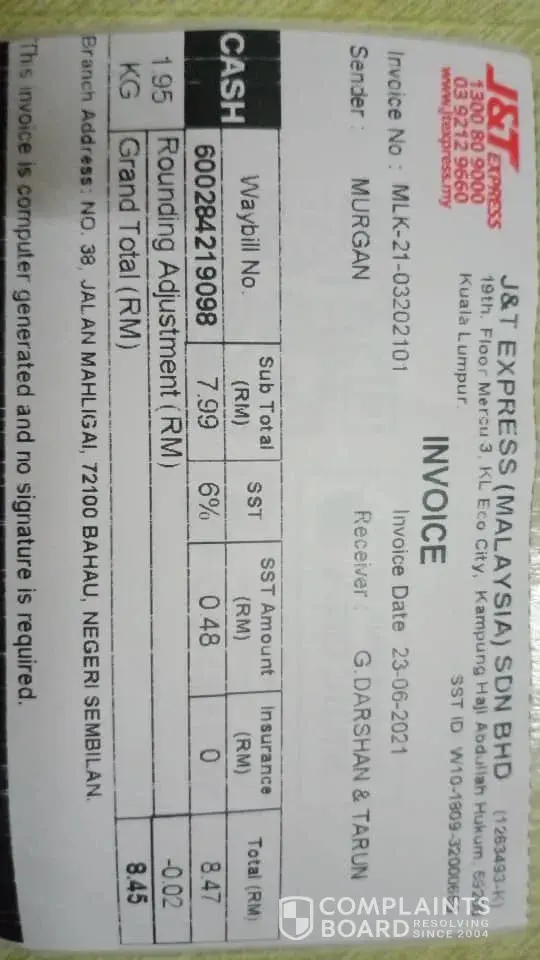 J&T EXPRESS
1300 80 9000
03 9212 9660
www.jtexpress.my
J&T EXPRESS (MALAYSIA) SDN BHD (1263493-K)
19th. Floor Mercu 3, KL Eco City, Kampung Haji Abdullah Hukum,
Kuala Lumpur.
SST ID W10-1809-
INVOICE
Invoice No : MLK-21-03202101 Invoice Date 23-06-2021
Sender : MURGAN Receiver : G.DARSHAN & TARUN
CASH Waybill No. Sub Total (RM) SST SST Amount (RM) Insurance (RM) Total (RM)
600284219098 7.99 6% 0.48 0 8.47
1.95 KG Rounding Adjustment (RM) -0.02
Grand Total (RM) 8.45
Branch Address: NO. 38, JALAN MAHLIGAI, 72100 BAHAU, NEGERI SEMBILAN.
This invoice is computer generated and no signature is required.
COMPLAINTS
BOARD RESOLVING SINCE 2004